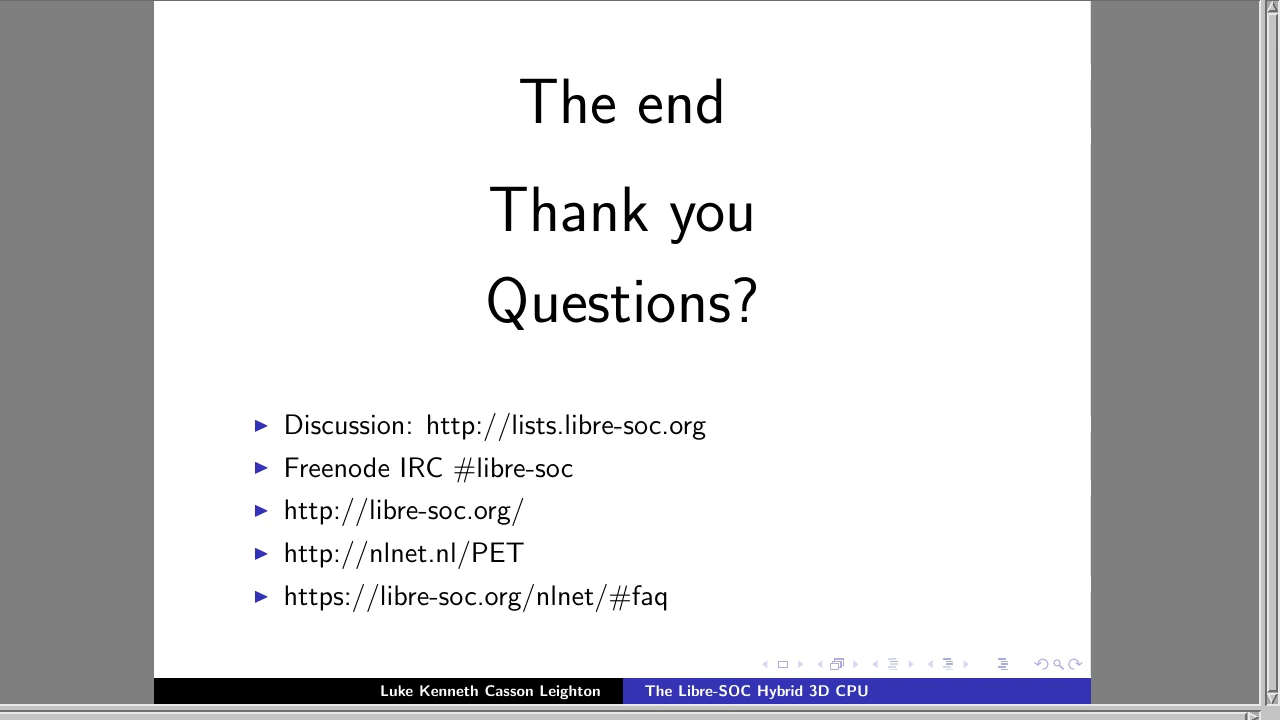 The end
Thank you
Questions?
Discussion: http://lists.libre-soc.org
Freenode IRC #libre-soc
http://libre-soc.org/
http://nlnet.nl/PET
https://libre-soc.org/nlnet/#faq
Luke Kenneth Casson Leighton
The Libre-SOC Hybrid 3D CPU